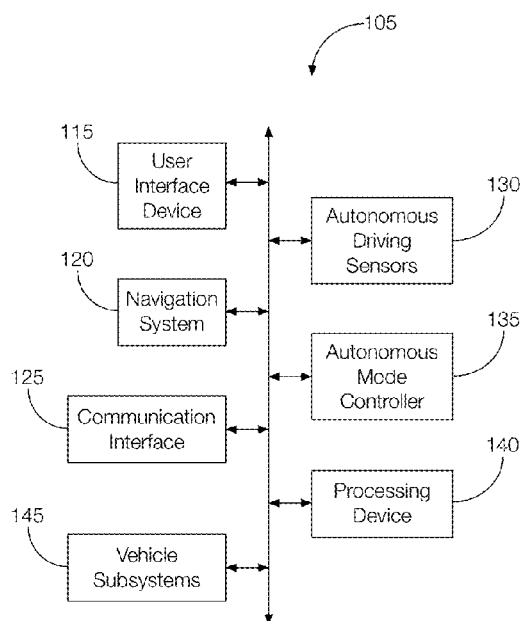 105
115
User
Interface
Device
130
Autonomous
Driving
Sensors
120
Navigation
System
135
Autonomous
Mode
Controller
125
Communication
Interface
140
Processing
Device
145
Vehicle
Subsystems